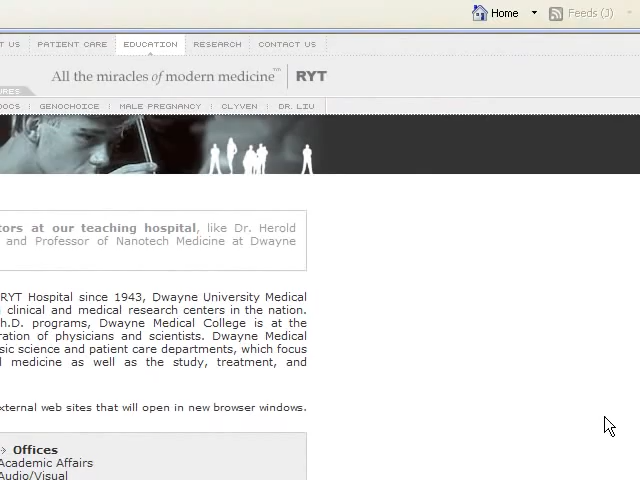 Home
Feeds (J)
T US PATIENT CARE EDUCATION RESEARCH CONTACT US
All the miracles of modern medicine™ RYT
URES
DOCS GENOCHOICE MALE PREGNANCY CLYVEN DR. LIU
tors at our teaching hospital, like Dr. Herold
and Professor of Nanotech Medicine at Dwayne
RYT Hospital since 1943, Dwayne University Medical
clinical and medical research centers in the nation.
h.D. programs, Dwayne Medical College is at the
ration of physicians and scientists. Dwayne Medical
sic science and patient care departments, which focus
l medicine as well as the study, treatment, and
xternal web sites that will open in new browser windows.
Offices
Academic Affairs
Audio/Visual